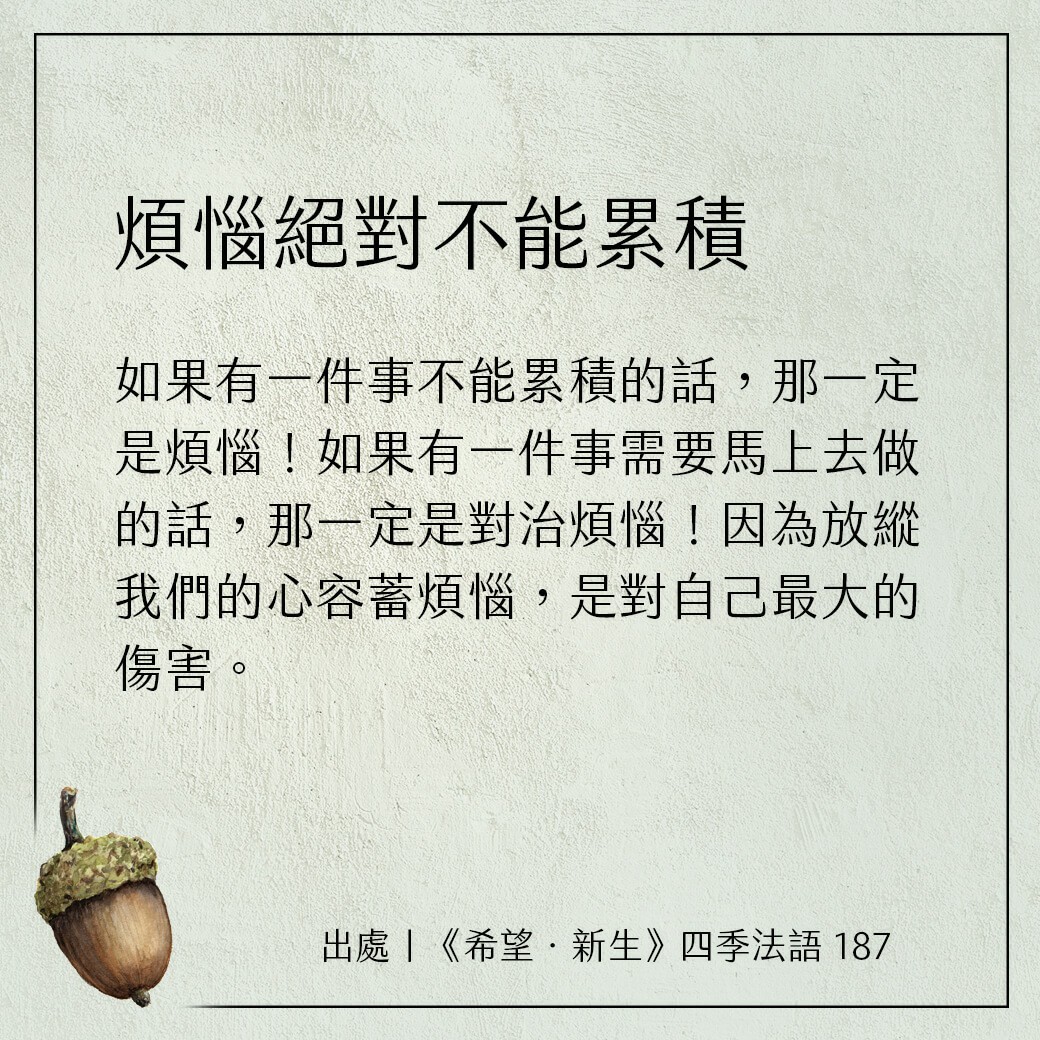 煩惱絕對不能累積
如果有一件事不能累積的話，那一定
是煩惱！如果有一件事需要馬上去做
的話，那一定是對治煩惱！因為放縱
我們的心容蓄煩惱，是對自己最大的
傷害。
出處｜《希望．新生》四季法語 187